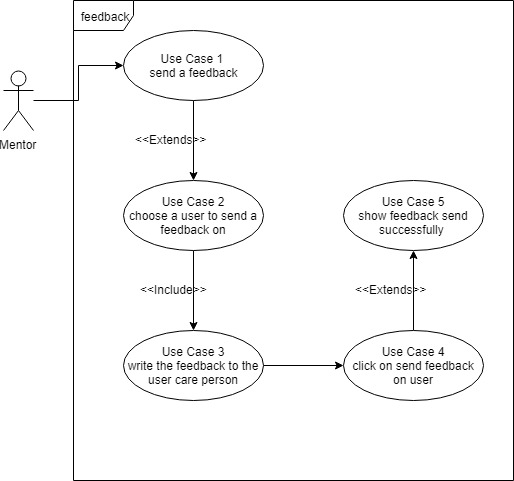 feedback
Use Case 1
send a feedback
Mentor
<<Extends>>
Use Case 2
choose a user to send a
feedback on
Use Case 5
show feedback send
successfully
<<Include>>
<<Extends>>
Use Case 3
write the feedback to the
user care person
Use Case 4
click on send feedback
on user